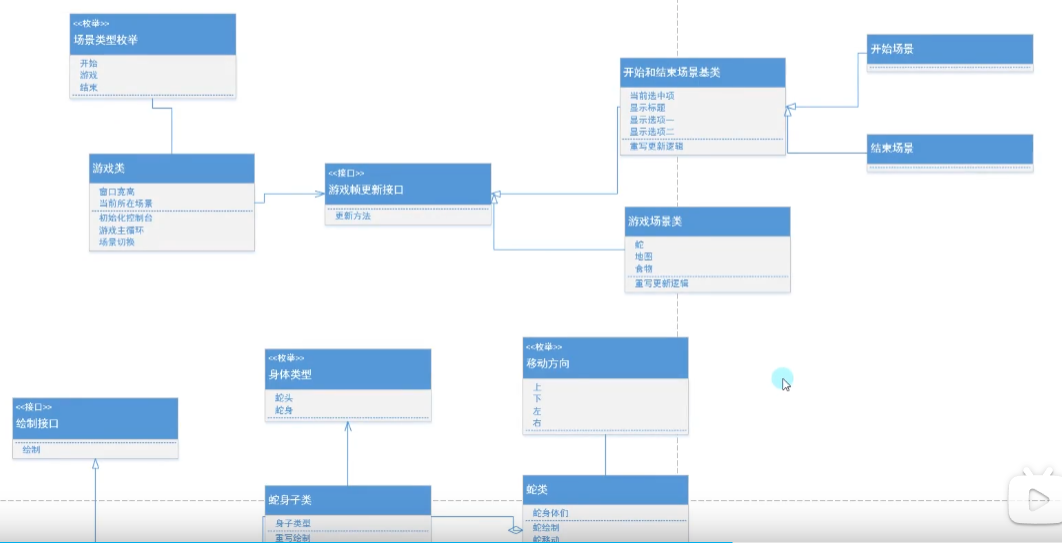 <<枚举>>
场景类型枚举
开始
游戏
结束
游戏类
窗口宽高
当前所在场景
初始化控制台
游戏主循环
场景切换
<<接口>>
游戏帧更新接口
更新方法
开始和结束场景基类
当前选中项
显示标题
显示选项一
显示选项二
重写更新逻辑
开始场景
结束场景
游戏场景类
蛇
地图
食物
重写更新逻辑
<<接口>>
绘制接口
绘制
<<枚举>>
身体类型
蛇头
蛇身
<<枚举>>
移动方向
上
下
左
右
蛇身子类
身子类型
重写绘制
蛇类
蛇身体们
蛇绘制
蛇移动